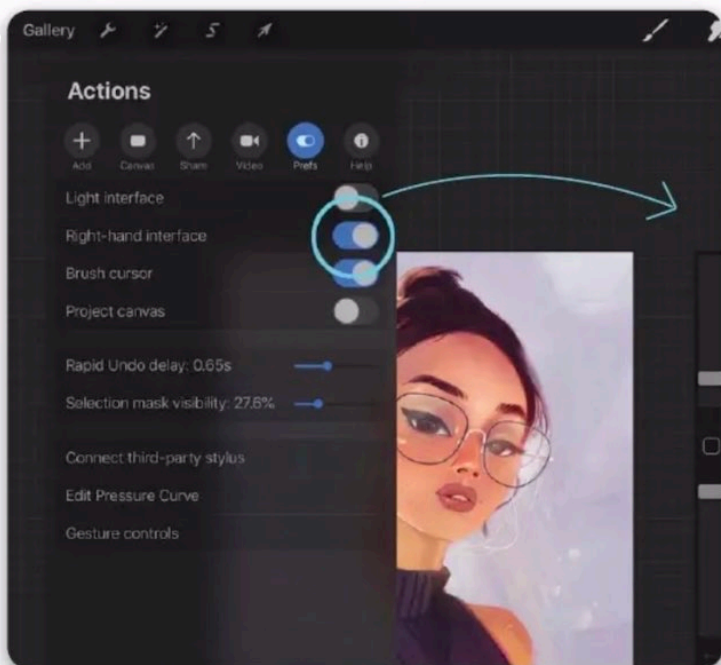 Gallery
Actions
Add Canvas Share Video Prefs Help
Light interface
Right-hand interface
Brush cursor
Project canvas
Rapid Undo delay: 0.65s
Selection mask visibility: 27.6%
Connect third-party stylus
Edit Pressure Curve
Gesture controls